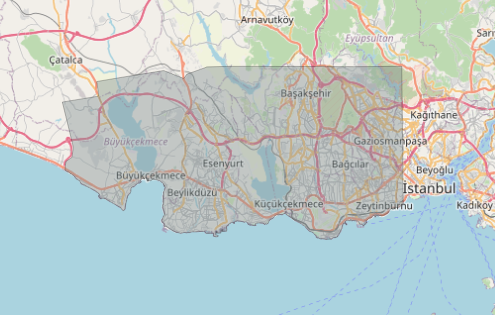 Arnavutköy
Eyüpsultan
Çatalca
Başakşehir
Kağıthane
Büyükçekmece
Gaziosmanpaşa
Esenyurt
Bağcılar
Beyoğlu
Büyükçekmece
İstanbul
Beylikdüzü
Küçükçekmece
Zeytinburnu
Kadıköy